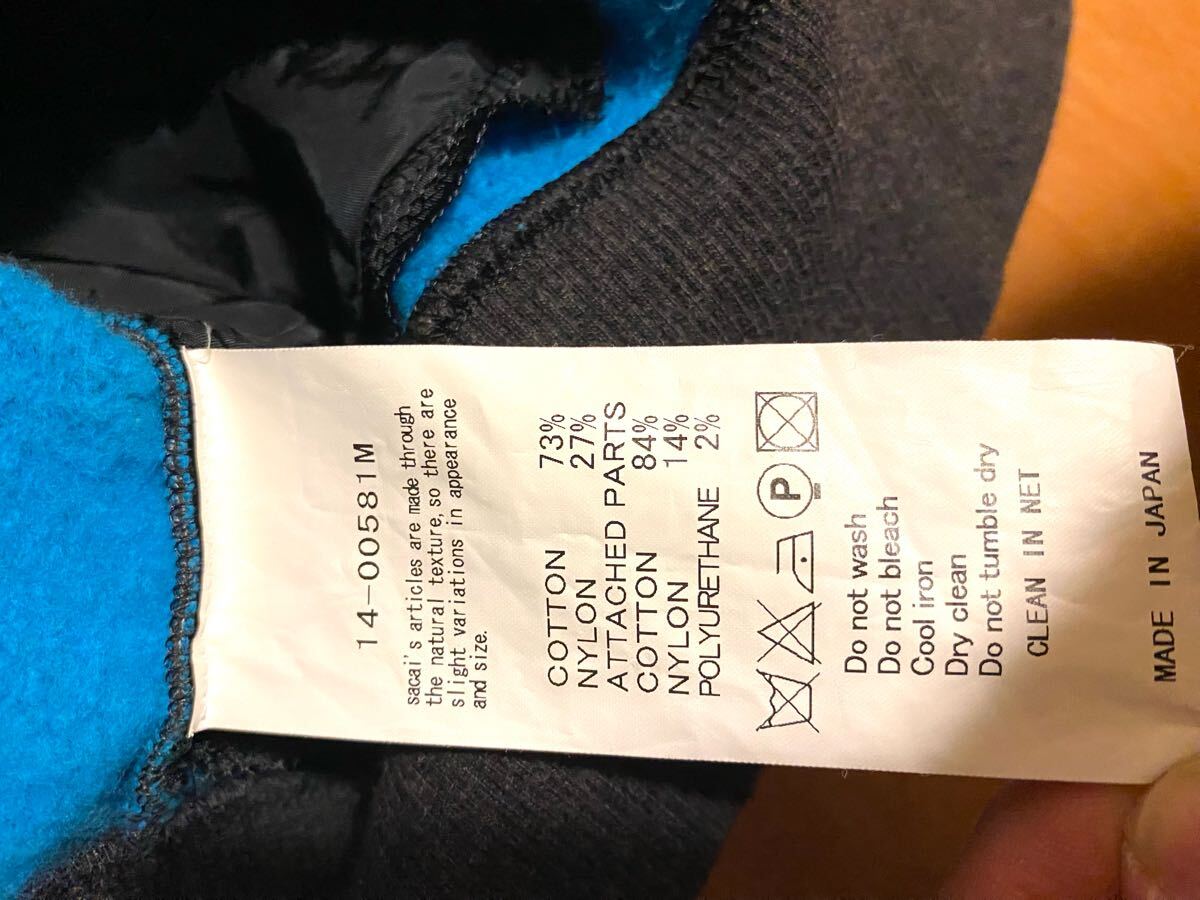 14-00581M
sacai's articles are made through
the natural texture, so there are
slight variations in appearance
and size.
COTTON 73%
NYLON 27%
ATTACHED PARTS
COTTON 84%
NYLON 14%
POLYURETHANE 2%
P
Do not wash
Do not bleach
Cool iron
Dry clean
Do not tumble dry
CLEAN IN NET
MADE IN JAPAN